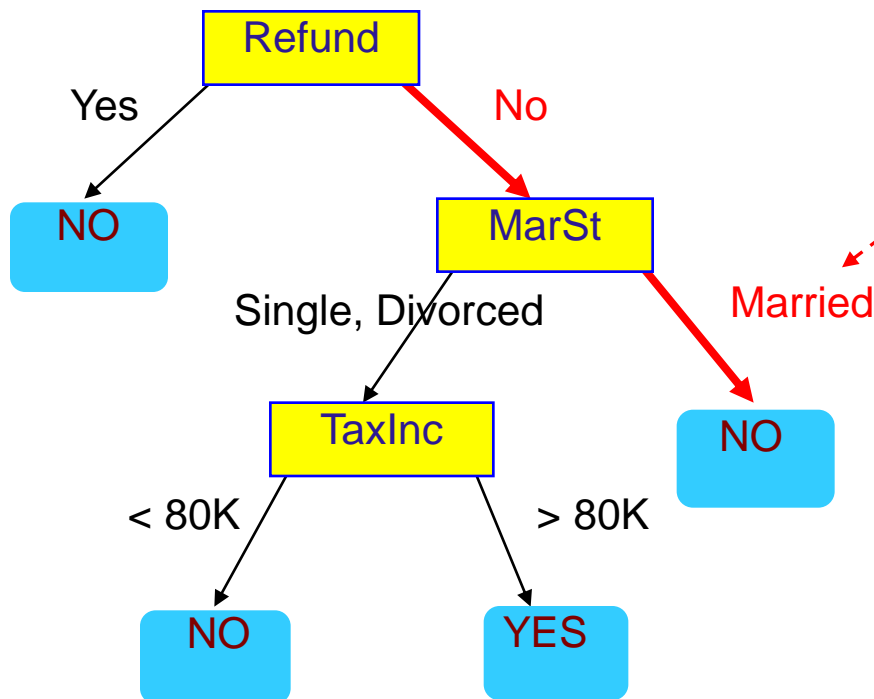 Refund
Yes
No
NO
MarSt
Single, Divorced
Married
TaxInc
NO
< 80K
> 80K
NO
YES